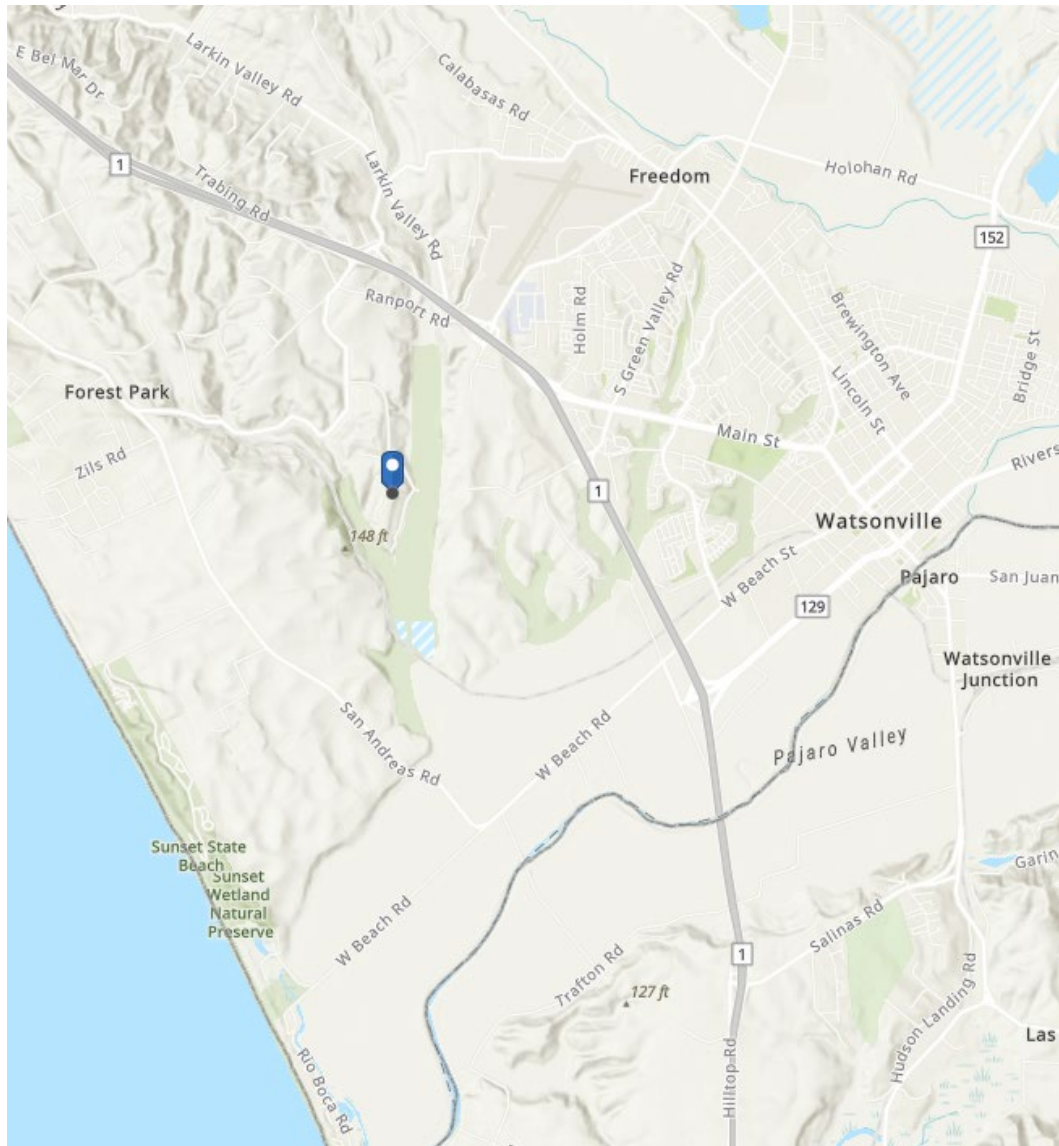 Larkin Valley Rd
E Bel Mar Dr
Calabasas Rd
1
Trabing Rd
Larkin Valley Rd
Freedom
Holohan Rd
152
Ranport Rd
Holm Rd
S Green Valley Rd
Brewington Ave
Lincoln St
Bridge St
Forest Park
Main St
Zils Rd
Rivers
1
148 ft
Watsonville
W Beach St
Pajaro
San Juan
129
Watsonville
Junction
San Andreas Rd
W Beach Rd
Pajaro Valley
Sunset State
Beach
Sunset
Wetland
Natural
Preserve
W Beach Rd
Garin
Salinas Rd
1
Trafton Rd
127 ft
Hudson Landing Rd
Las
Rio Boca Rd
Hilltop Rd